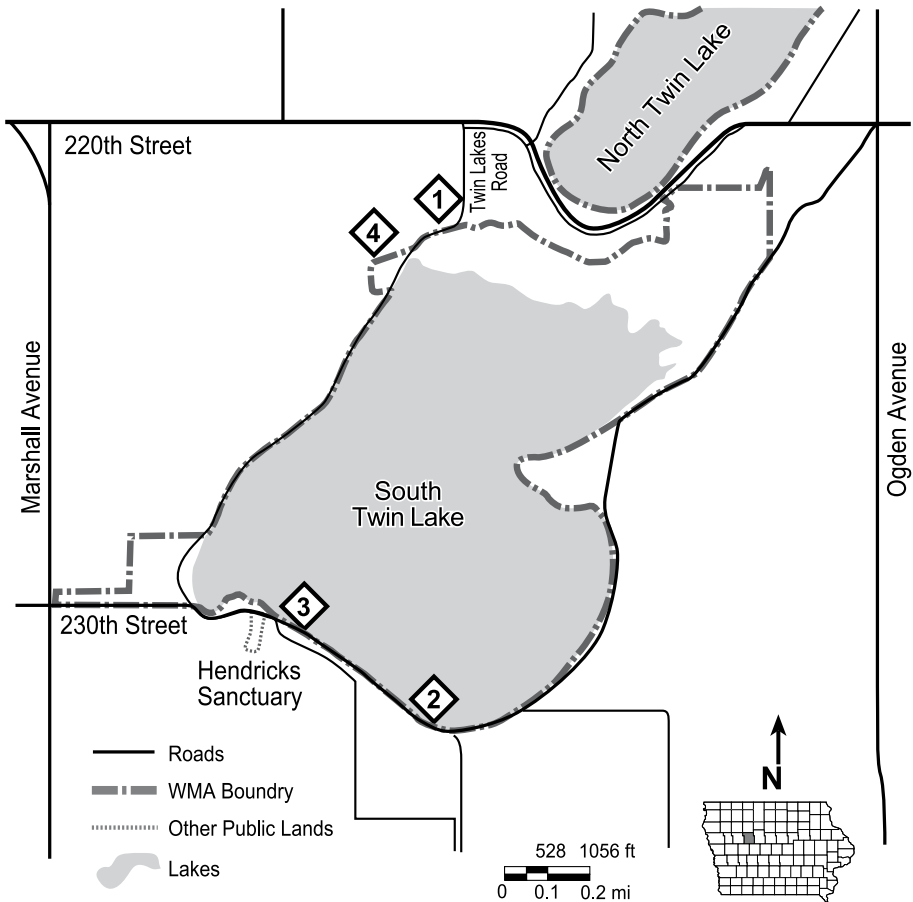 North Twin Lake
220th Street
Twin Lakes
Road
1
4
Marshall Avenue
Ogden Avenue
South
Twin Lake
3
230th Street
Hendricks
Sanctuary
2
Roads
WMA Boundry
Other Public Lands
Lakes
N
528 1056 ft
0 0.1 0.2 mi